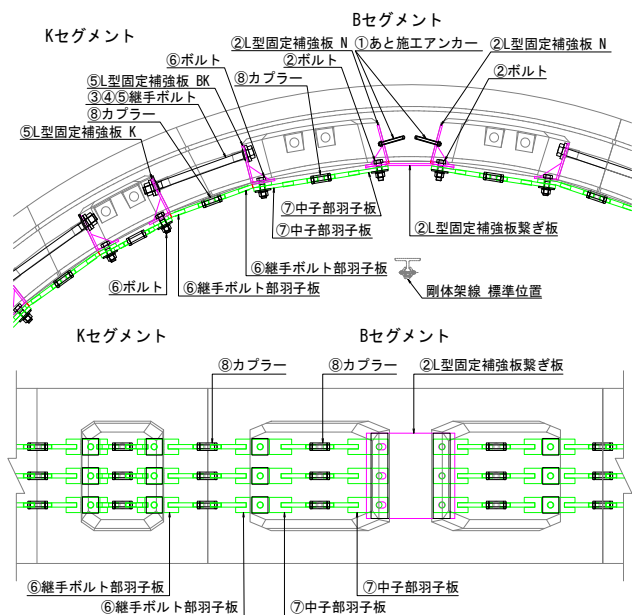 Bセグメント
Kセグメント
②L型固定補強板 N
①あと施工アンカー
②L型固定補強板 N
⑥ボルト
②ボルト
②ボルト
⑤L型固定補強板 BK
⑧カプラー
③④⑤継手ボルト
⑧カプラー
⑤L型固定補強板 K
⑦中子部羽子板
⑦中子部羽子板
②L型固定補強板繋ぎ板
⑥継手ボルト部羽子板
⑥ボルト
⑥継手ボルト部羽子板
剛体架線 標準位置
Kセグメント
Bセグメント
⑧カプラー
⑧カプラー
②L型固定補強板繋ぎ板
⑥継手ボルト部羽子板
⑦中子部羽子板
⑥継手ボルト部羽子板
⑦中子部羽子板